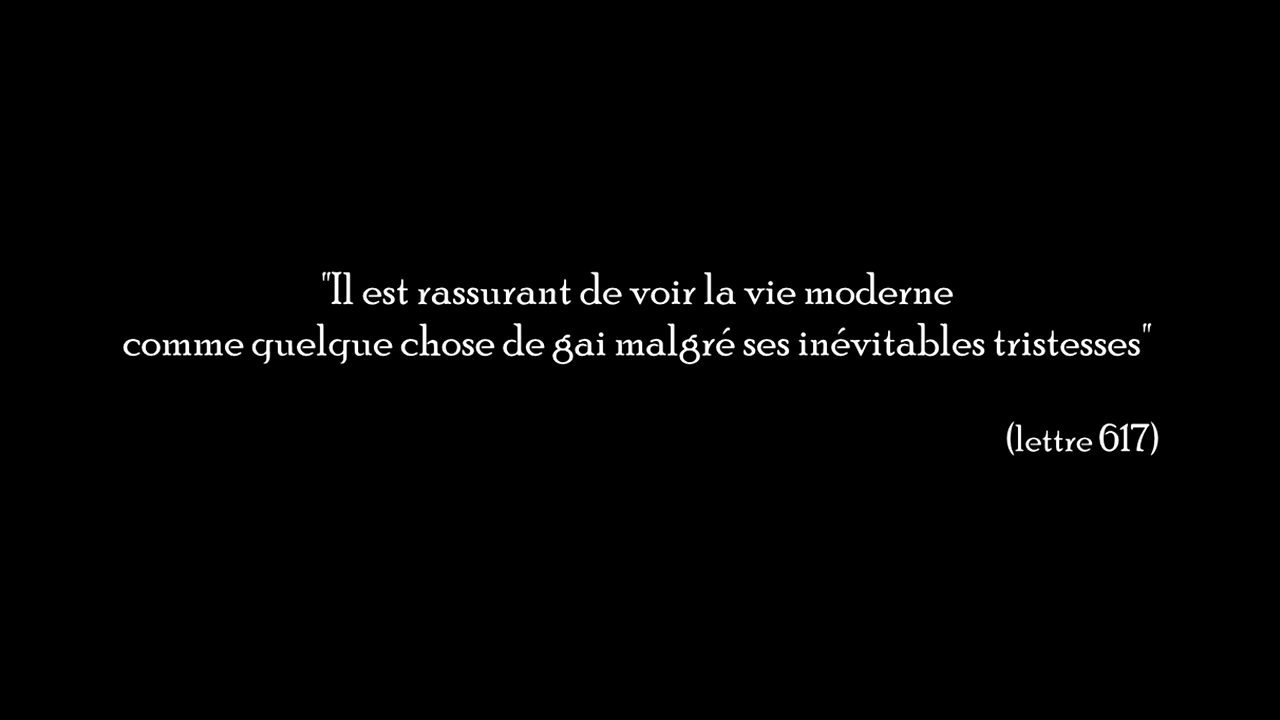 "Il est rassurant de voir la vie moderne
comme quelque chose de gai malgré ses inévitables tristesses"
(lettre 617)